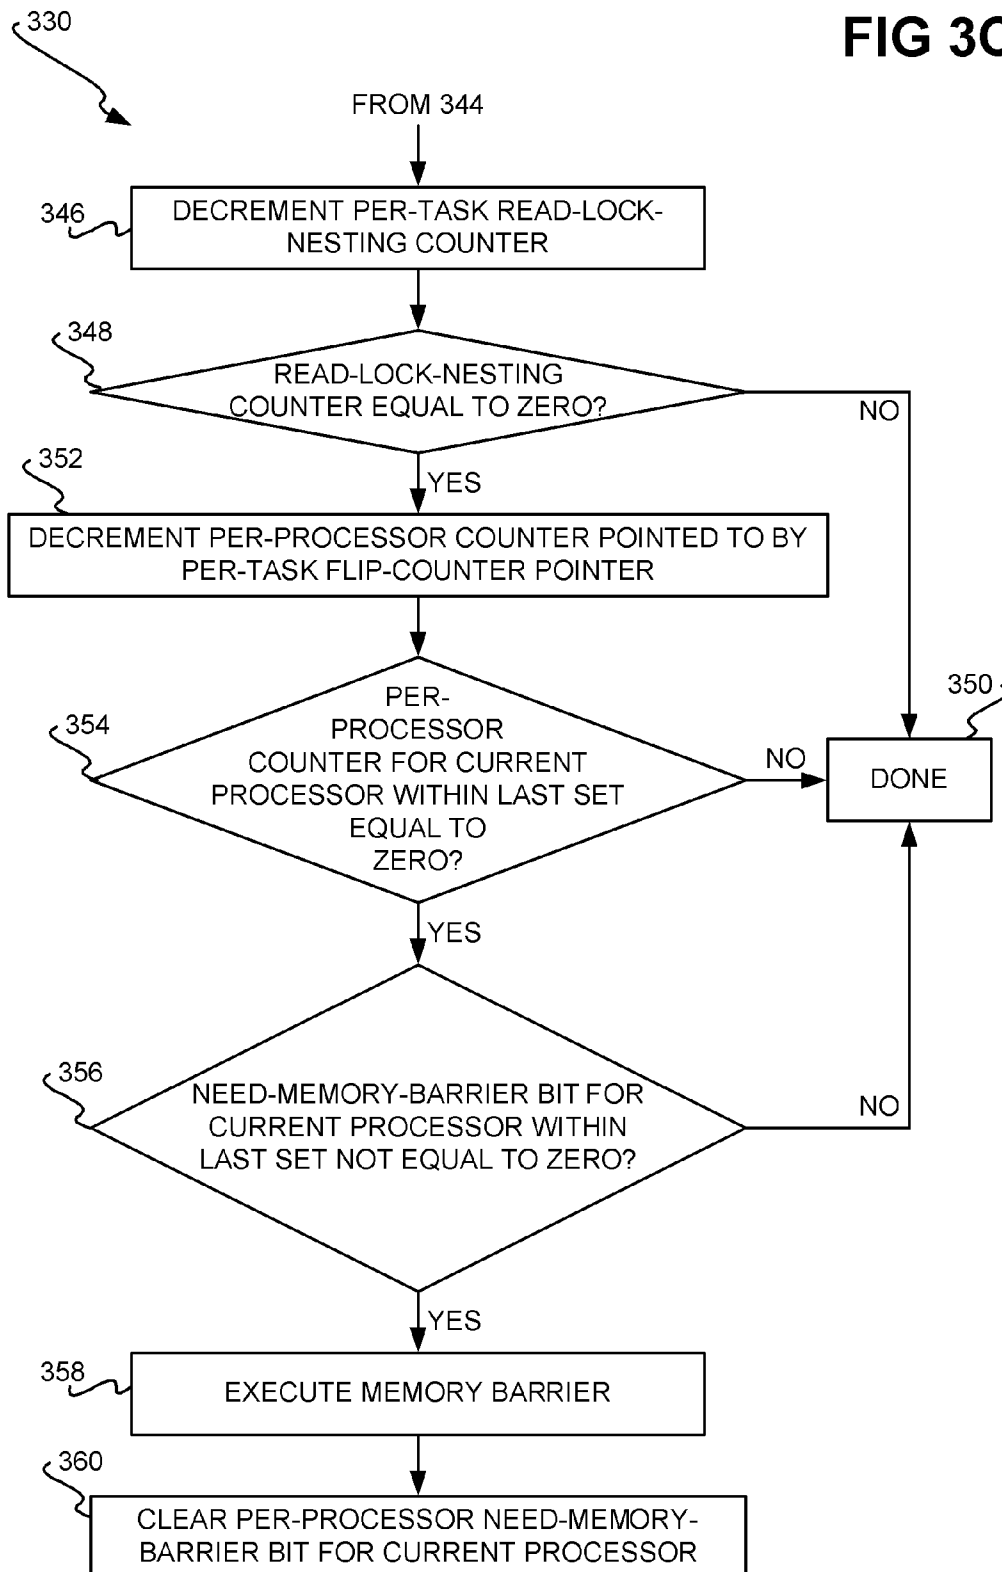 330
FIG 3C
FROM 344
346
DECREMENT PER-TASK READ-LOCK-
NESTING COUNTER
348
READ-LOCK-NESTING
COUNTER EQUAL TO ZERO?
NO
352
YES
DECREMENT PER-PROCESSOR COUNTER POINTED TO BY
PER-TASK FLIP-COUNTER POINTER
350
354
PER-
PROCESSOR
COUNTER FOR CURRENT
PROCESSOR WITHIN LAST SET
EQUAL TO
ZERO?
NO
DONE
YES
356
NEED-MEMORY-BARRIER BIT FOR
CURRENT PROCESSOR WITHIN
LAST SET NOT EQUAL TO ZERO?
NO
YES
358
EXECUTE MEMORY BARRIER
360
CLEAR PER-PROCESSOR NEED-MEMORY-
BARRIER BIT FOR CURRENT PROCESSOR